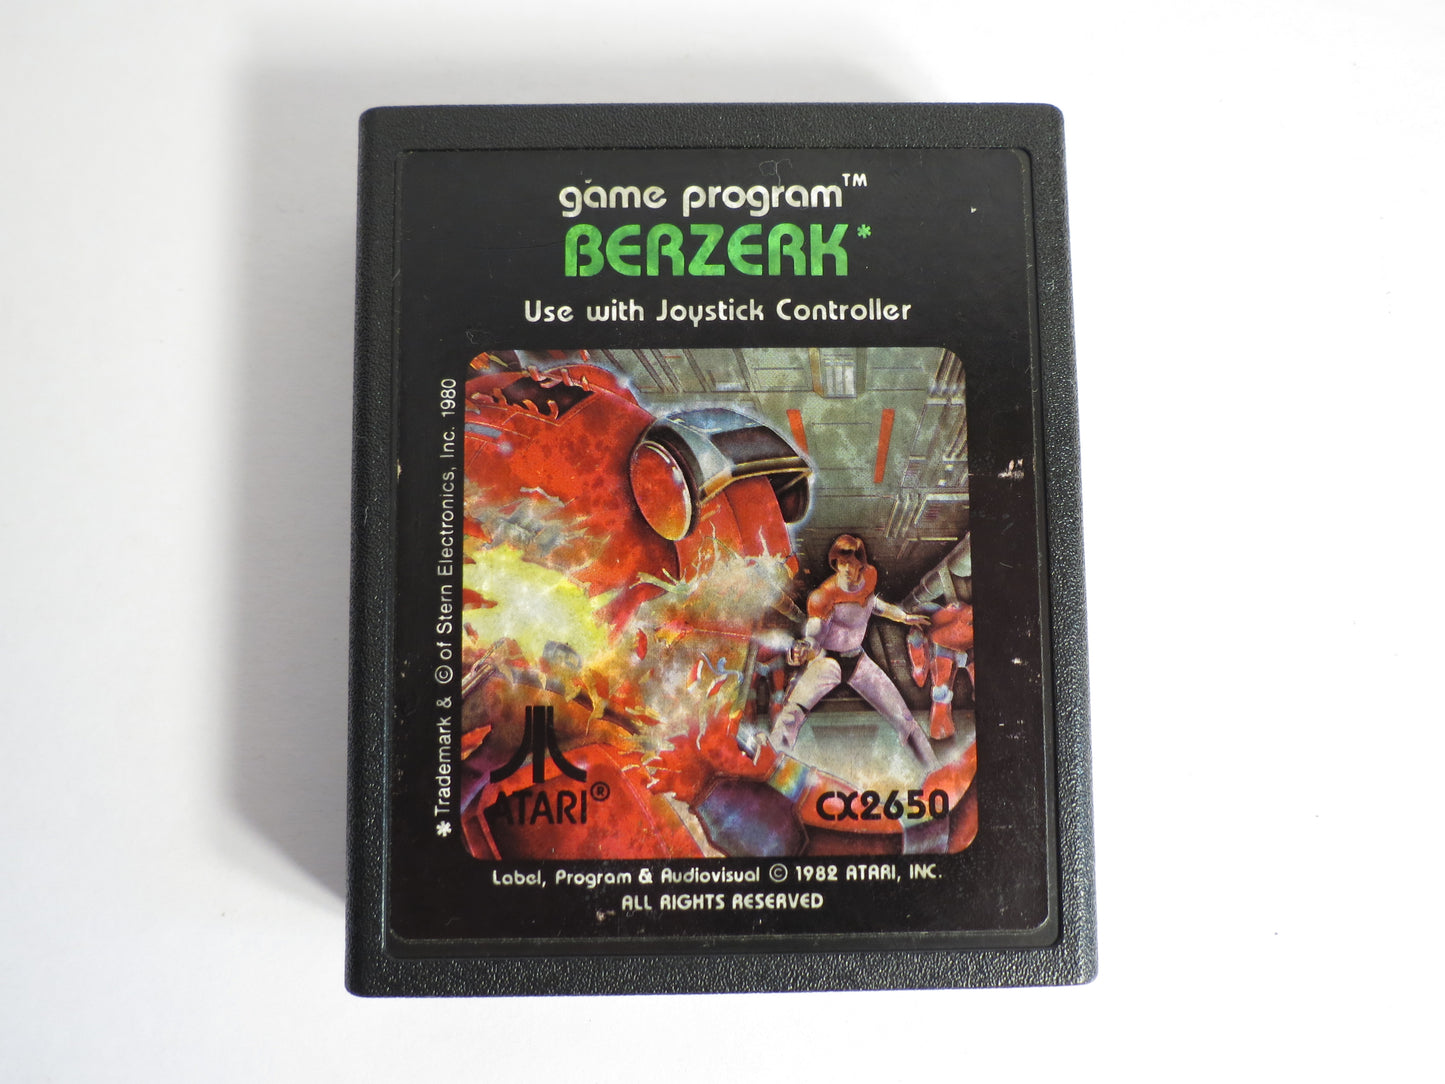 game program™
BERZERK*
Use with Joystick Controller
*Trademark & © of Stern Electronics, Inc. 1980
ATARI®
CX2650
Label, Program & Audiovisual © 1982 ATARI, INC.
ALL RIGHTS RESERVED